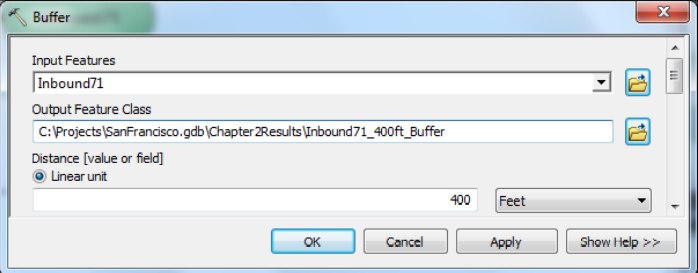 Buffer
Input Features
Inbound71
Output Feature Class
C:\Projects\SanFrancisco.gdb\Chapter2Results\Inbound71_400ft_Buffer
Distance [value or field]
Linear unit
400 Feet
OK Cancel Apply Show Help >>